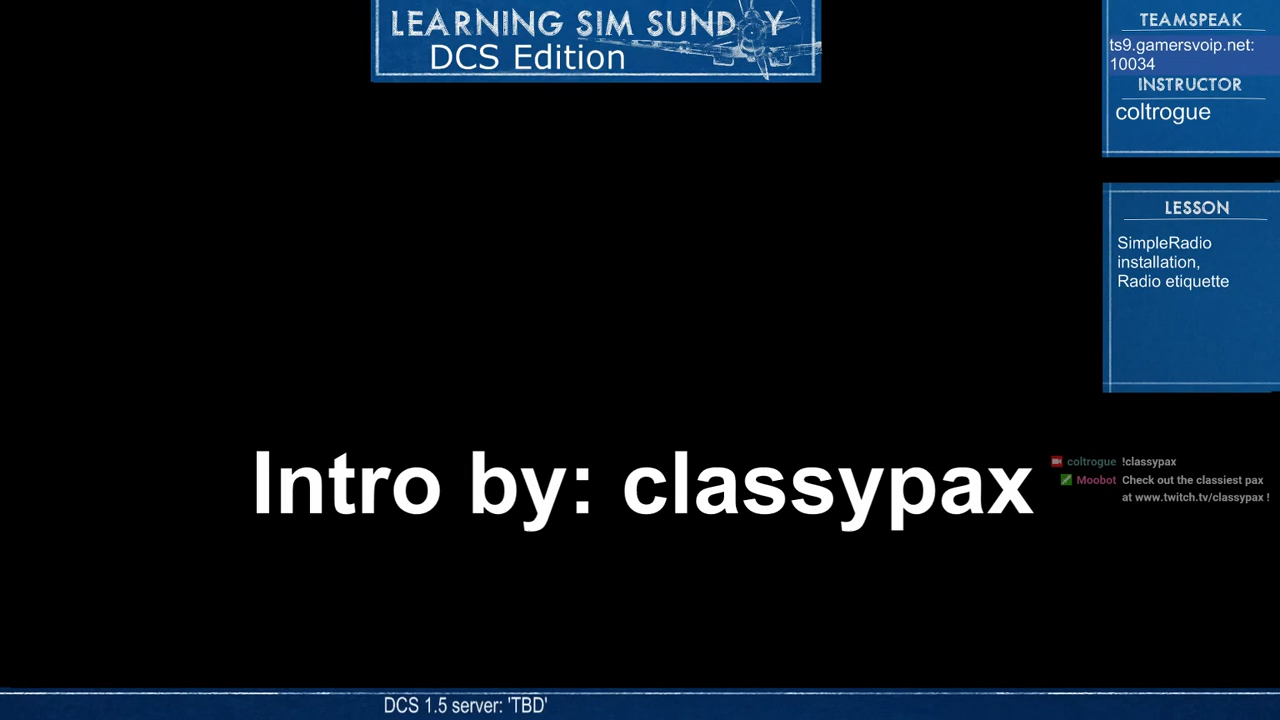 LEARNING SIM SUND Y
DCS Edition
TEAMSPEAK
ts9.gamersvoip.net:
10034
INSTRUCTOR
coltrogue
LESSON
SimpleRadio
installation,
Radio etiquette
Intro by: classypax
coltrogue !classypax
Moobot Check out the classiest pax
at www.twitch.tv/classypax !
DCS 1.5 server: 'TBD'